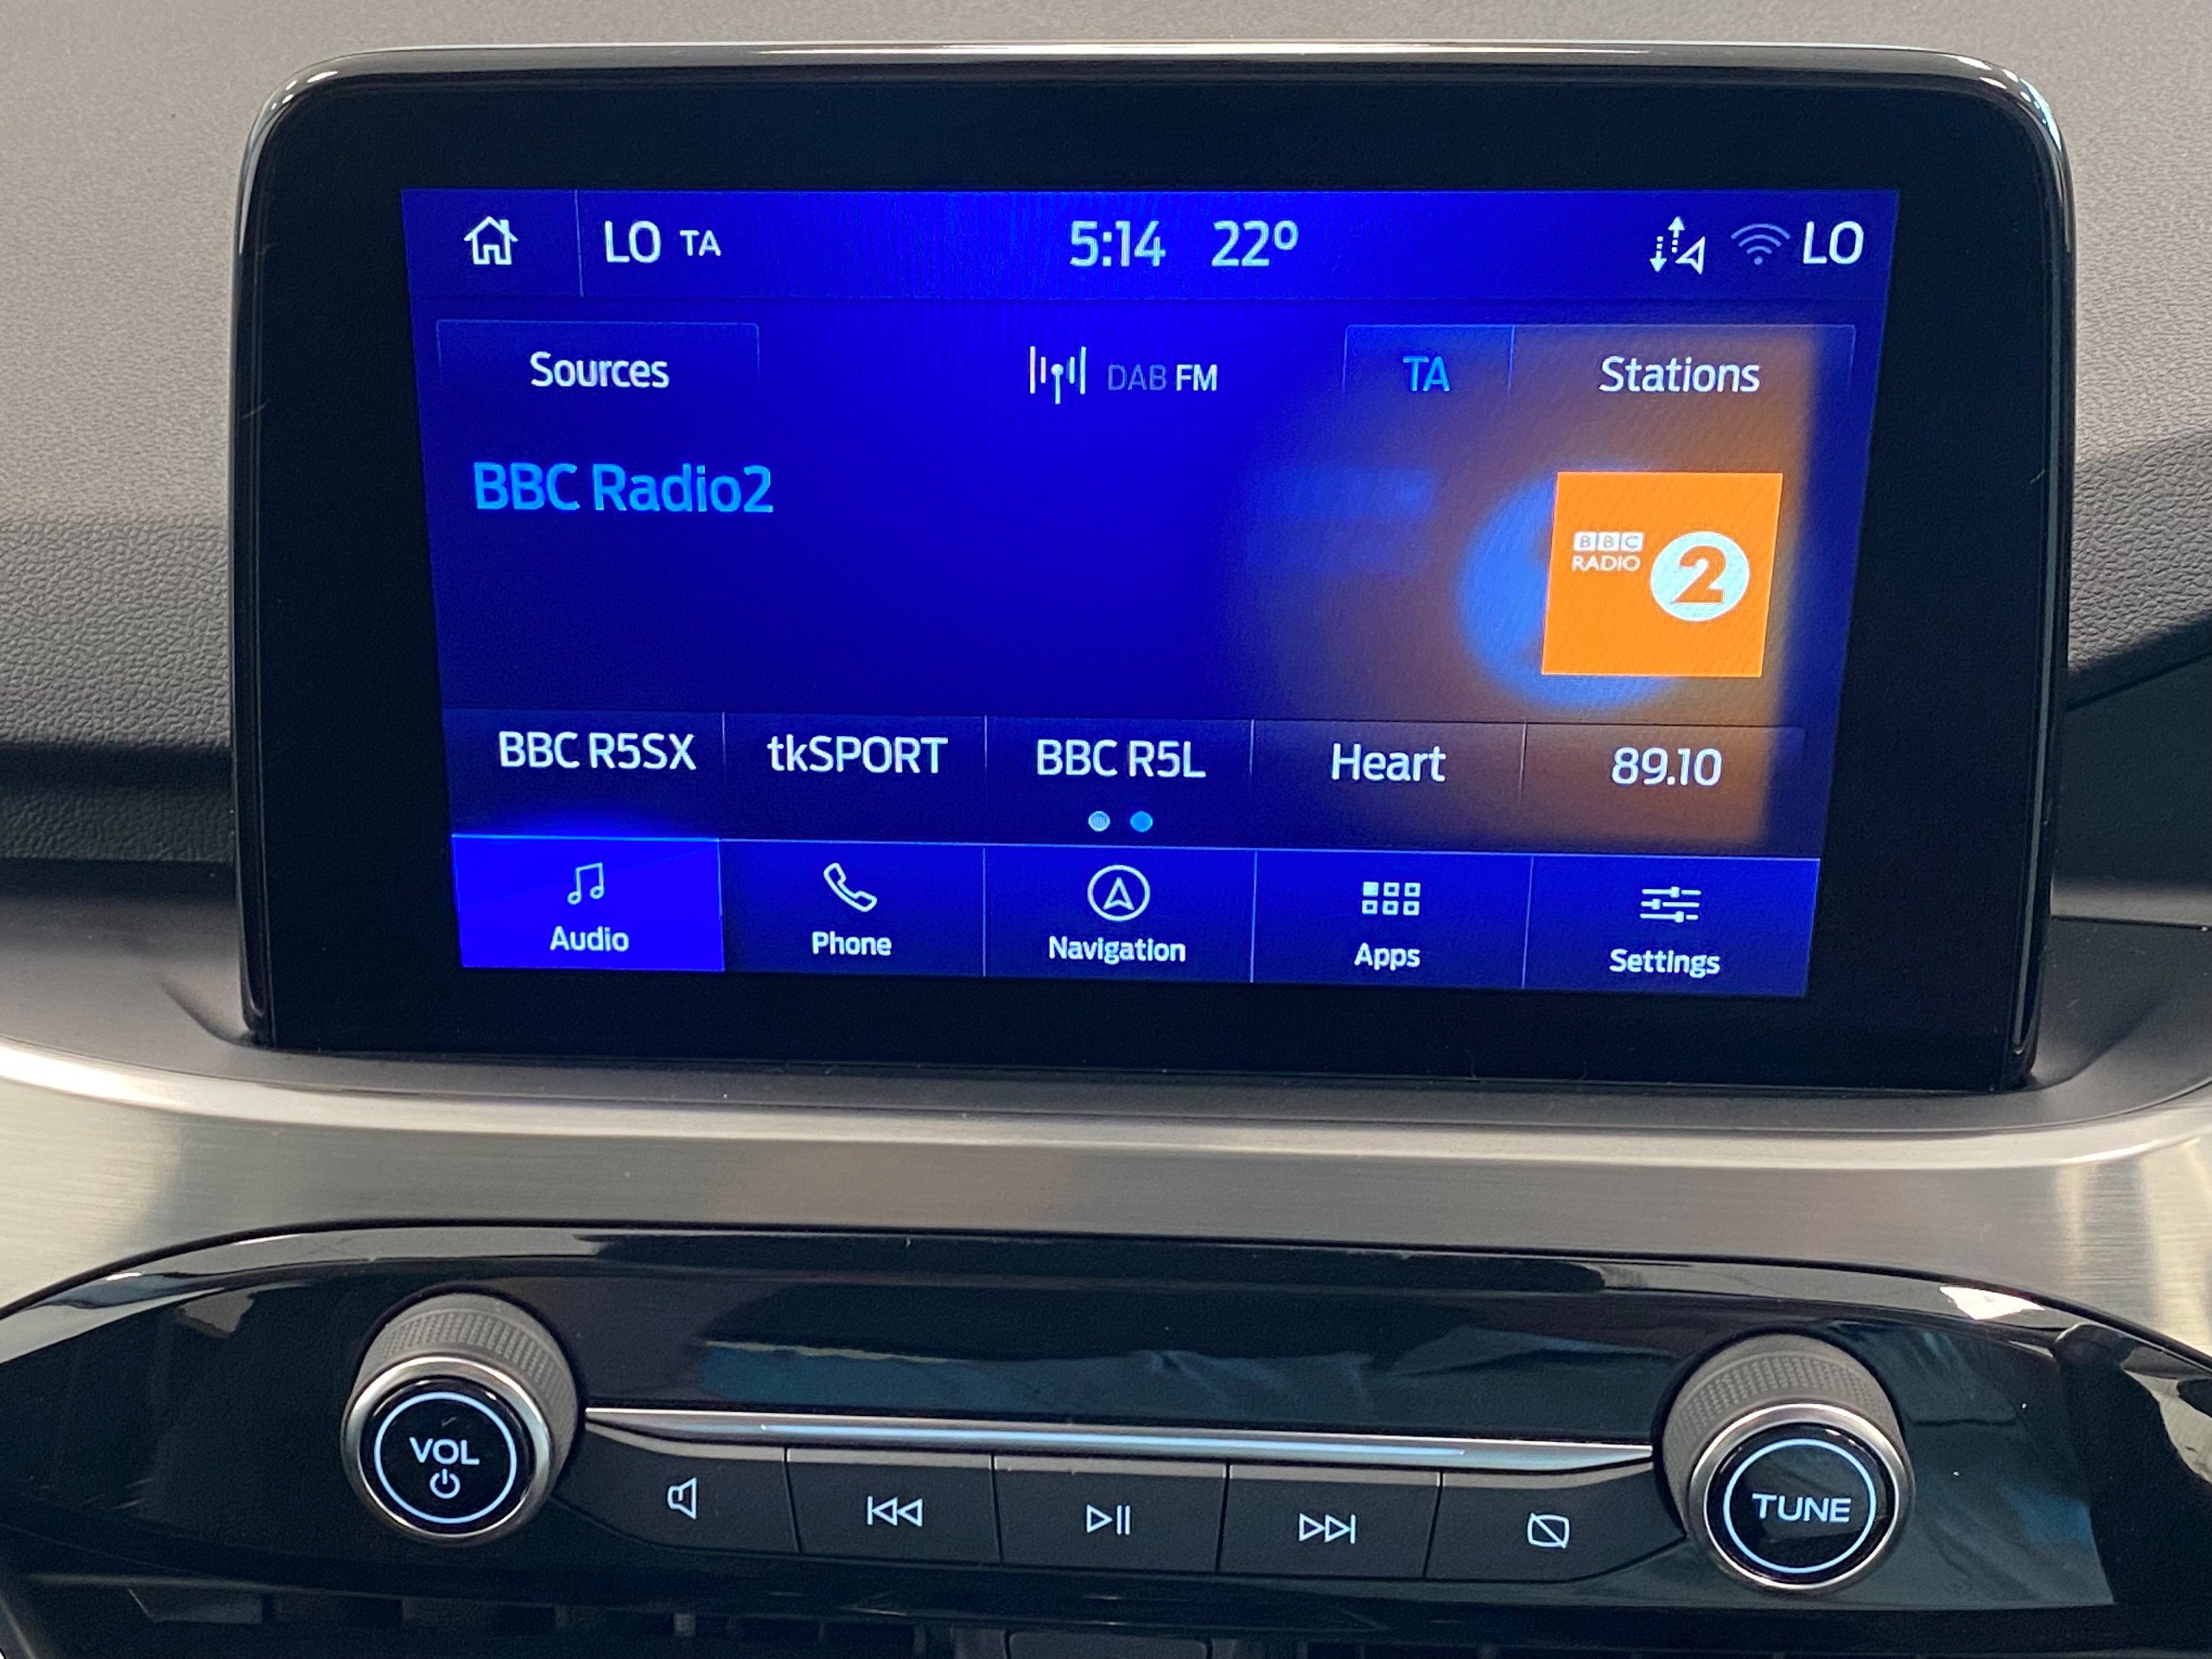 LO TA 5:14 22° LO
Sources DAB FM TA Stations
BBC Radio2
BBC
RADIO 2
BBC R5SX tkSPORT BBC R5L Heart 89.10
Audio Phone Navigation Apps Settings
VOL
TUNE